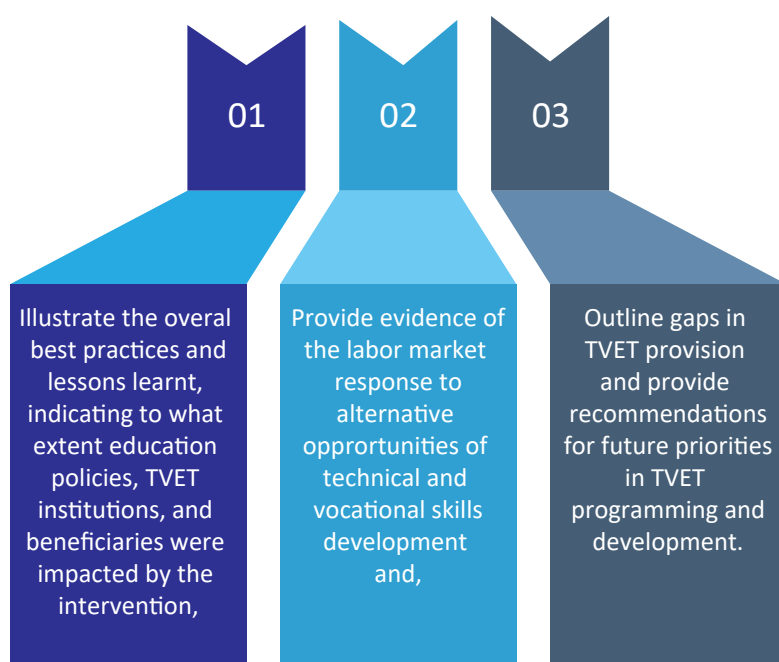 01
Illustrate the overal
best practices and
lessons learnt,
indicating to what
extent education
policies, TVET
institutions, and
beneficiaries were
impacted by the
intervention,
02
Provide evidence of
the labor market
response to
alternative
opprortunities of
technical and
vocational skills
development
and,
03
Outline gaps in
TVET provision
and provide
recommendations
for future priorities
in TVET
programming and
development.